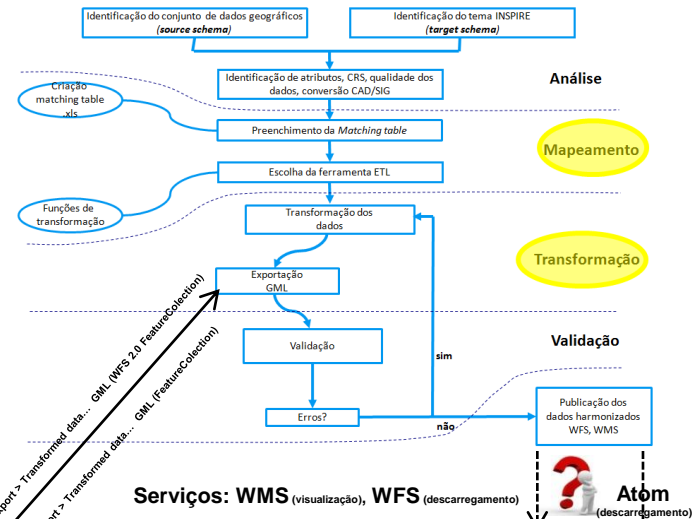 Identificação do conjunto de dados geográficos
(source schema)
Identificação do tema INSPIRE
(target schema)
Identificação de atributos, CRS, qualidade dos
dados, conversão CAD/SIG
Análise
Criação
matching table
.xls
Preenchimento da Matching table
Mapeamento
Escolha da ferramenta ETL
Funções de
transformação
Transformação dos
dados
Transformação
Exportação
GML
Validação
Validação
sim
Erros?
não
Publicação dos
dados harmonizados
WFS, WMS
port > Transformed data... GML (WFS 2.0 FeatureColection)
port > Transformed data... GML (FeatureColection)
Serviços: WMS (visualização), WFS (descarregamento)
Atom
(descarregamento)